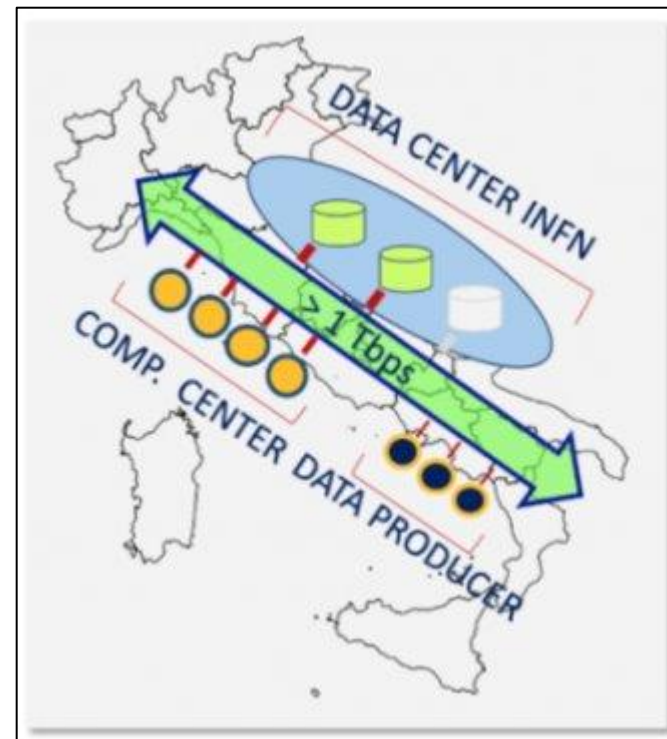 DATA CENTER INFN
> 1 Tbps
COMP. CENTER
DATA PRODUCER